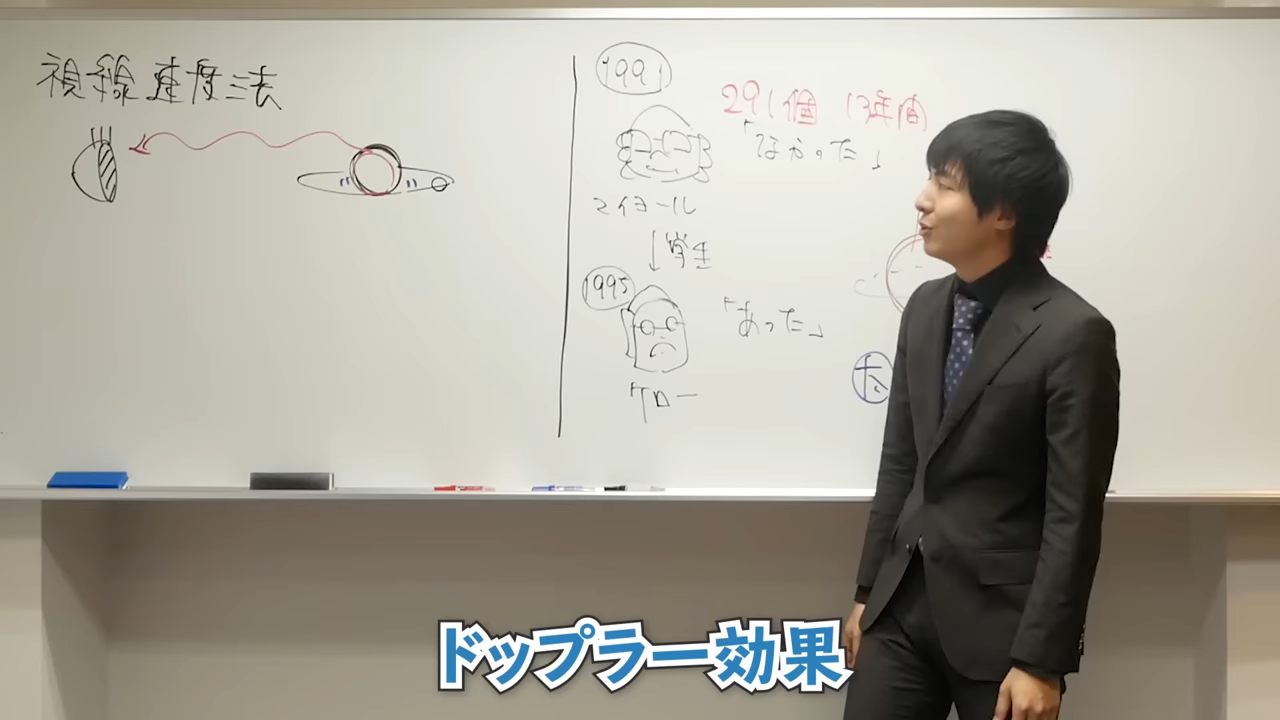 視線速度法
1991
291個 13年間
「なかった」
マイヨール
↓学生
1995
「あった」
ケロー
ドップラー効果